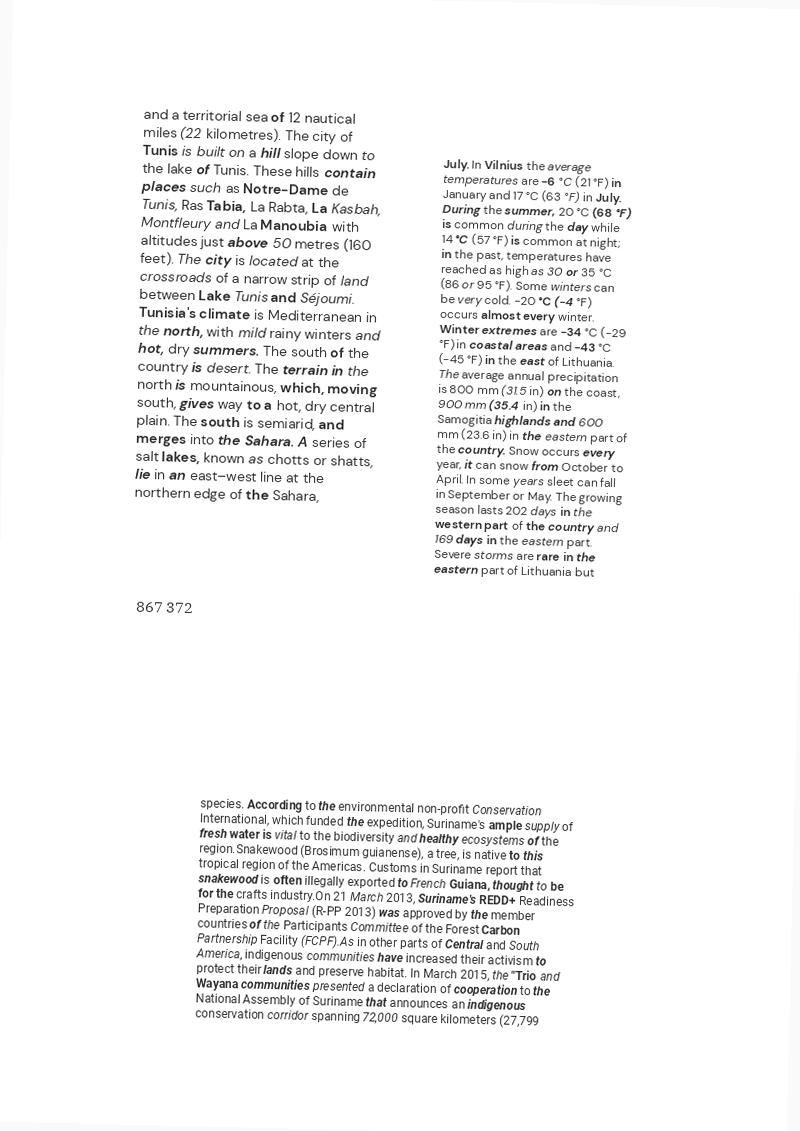 and a territorial sea of 12 nautical
miles (22 kilometres). The city of
Tunis is built on a hill slope down to
the lake of Tunis. These hills contain
places such as Notre-Dame de
Tunis, Ras Tabia, La Rabta, La Kasbah,
Montfleury and La Manoubia with
altitudes just above 50 metres (160
feet). The city is located at the
crossroads of a narrow strip of land
between Lake Tunis and Séjoumi.
Tunisia's climate is Mediterranean in
the north, with mild rainy winters and
hot, dry summers. The south of the
country is desert. The terrain in the
north is mountainous, which, moving
south, gives way to a hot, dry central
plain. The south is semiarid, and
merges into the Sahara. A series of
salt lakes, known as chotts or shatts,
lie in an east–west line at the
northern edge of the Sahara,
867 372
July. In Vilnius the average
temperatures are −6 °C (21 °F) in
January and 17 °C (63 °F) in July.
During the summer, 20 °C (68 °F)
is common during the day while
14 °C (57 °F) is common at night;
in the past, temperatures have
reached as high as 30 or 35 °C
(86 or 95 °F). Some winters can
be very cold. −20 °C (−4 °F)
occurs almost every winter.
Winter extremes are −34 °C (−29
°F) in coastal areas and −43 °C
(−45 °F) in the east of Lithuania.
The average annual precipitation
is 800 mm (31.5 in) on the coast,
900 mm (35.4 in) in the
Samogitia highlands and 600
mm (23.6 in) in the eastern part of
the country. Snow occurs every
year, it can snow from October to
April. In some years sleet can fall
in September or May. The growing
season lasts 202 days in the
western part of the country and
169 days in the eastern part.
Severe storms are rare in the
eastern part of Lithuania but
species. According to the environmental non-profit Conservation
International, which funded the expedition, Suriname's ample supply of
fresh water is vital to the biodiversity and healthy ecosystems of the
region.Snakewood (Brosimum guianense), a tree, is native to this
tropical region of the Americas. Customs in Suriname report that
snakewood is often illegally exported to French Guiana, thought to be
for the crafts industry.On 21 March 2013, Suriname's REDD+ Readiness
Preparation Proposal (R-PP 2013) was approved by the member
countries of the Participants Committee of the Forest Carbon
Partnership Facility (FCPF).As in other parts of Central and South
America, indigenous communities have increased their activism to
protect their lands and preserve habitat. In March 2015, the "Trio and
Wayana communities presented a declaration of cooperation to the
National Assembly of Suriname that announces an indigenous
conservation corridor spanning 72,000 square kilometers (27,799